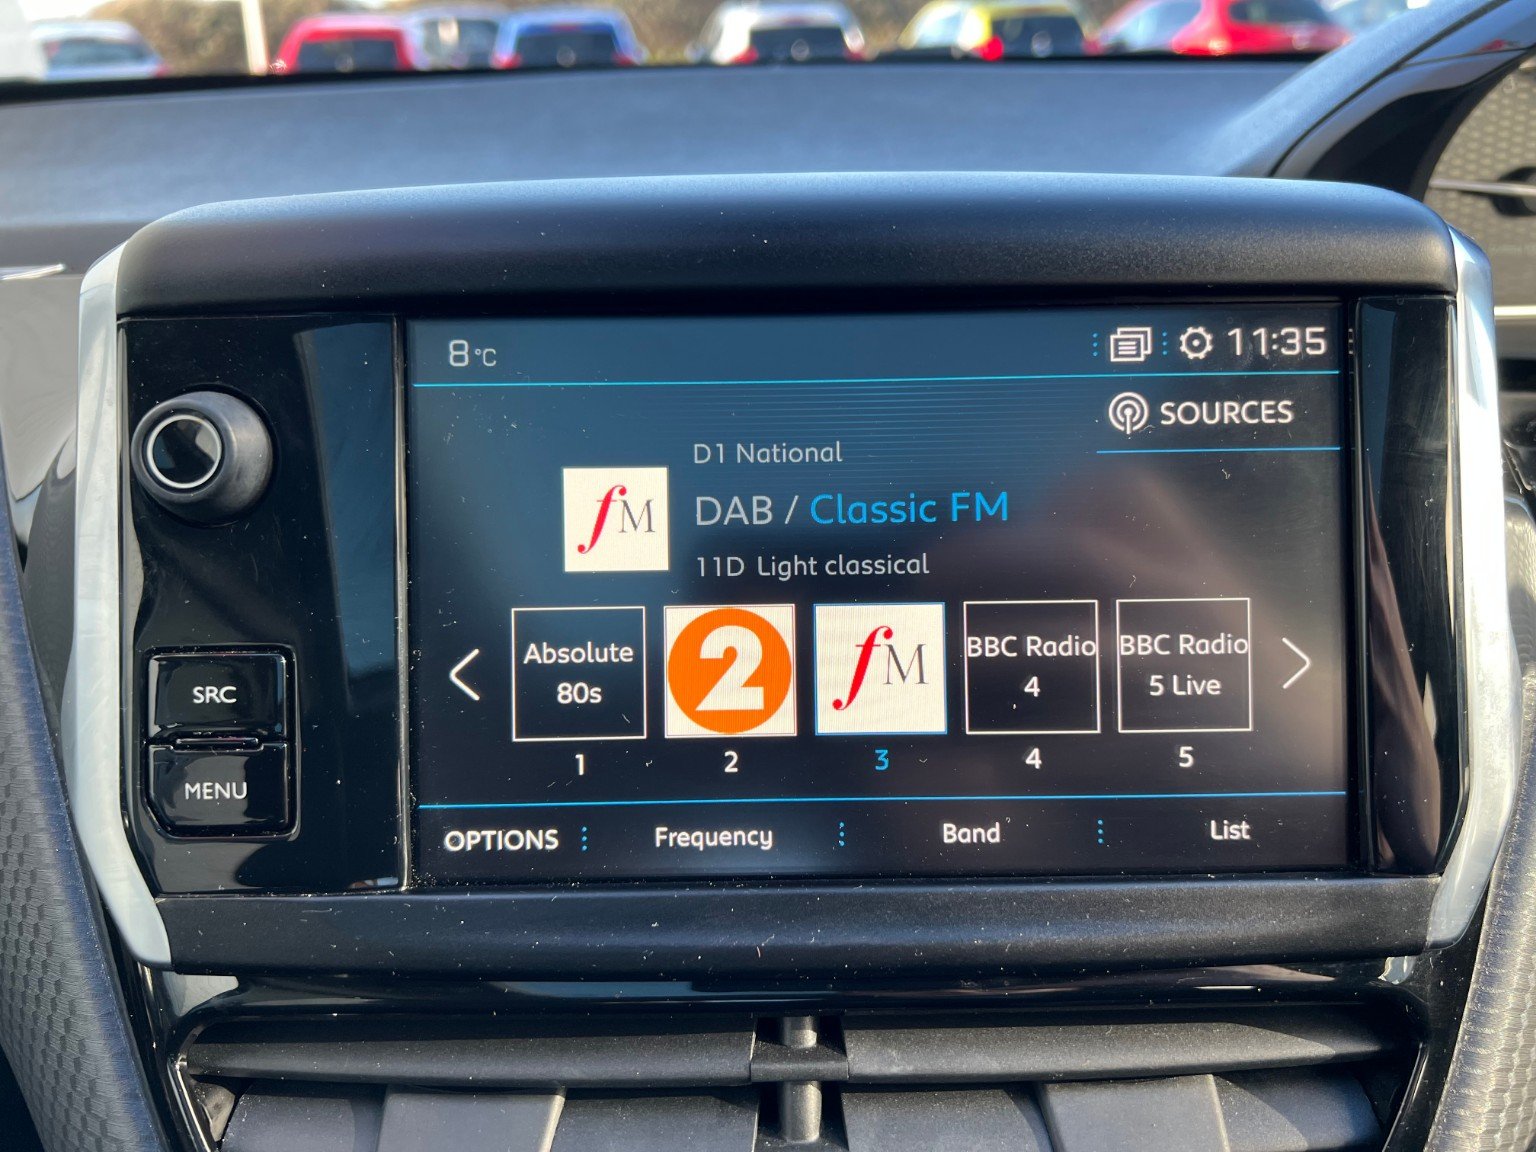 8°C
11:35
SOURCES
D1 National
fM
DAB / Classic FM
11D Light classical
Absolute
80s
2
fM
BBC Radio
4
BBC Radio
5 Live
1
2
3
4
5
SRC
MENU
OPTIONS
Frequency
Band
List